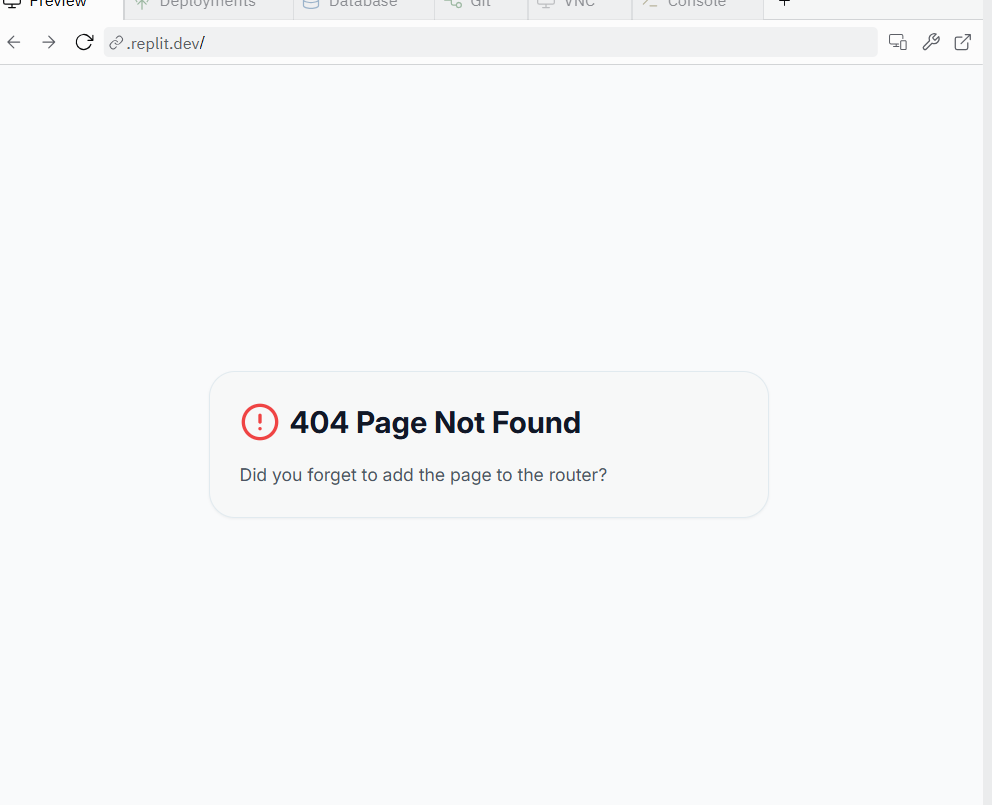 Preview Deployments Database Git VNC Console
.replit.dev/
404 Page Not Found
Did you forget to add the page to the router?